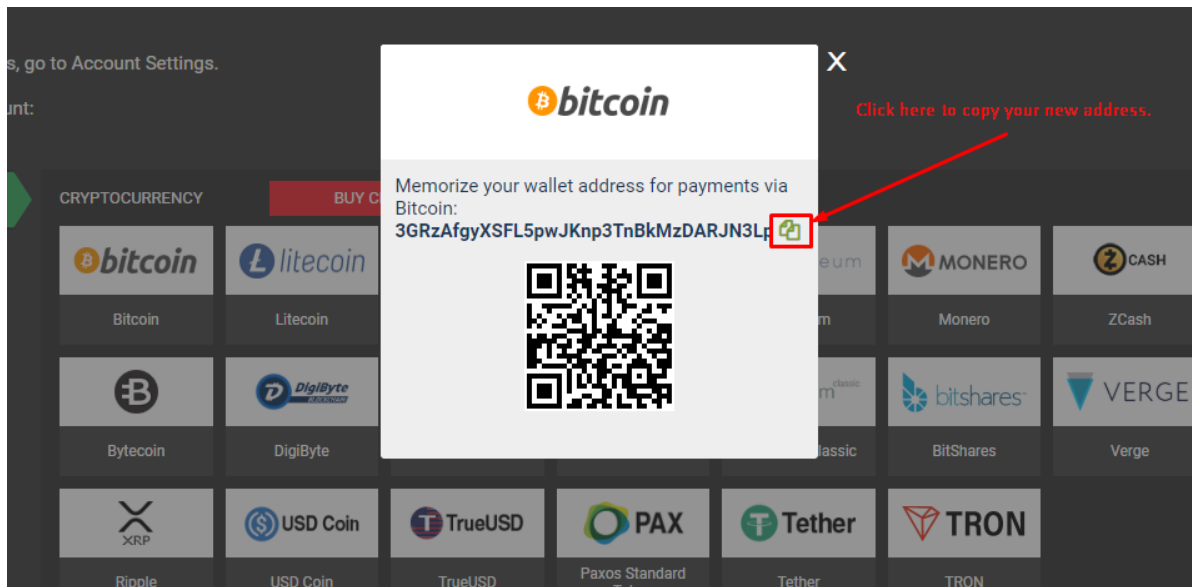 s, go to Account Settings.
X
bitcoin
Click here to copy your new address.
CRYPTOCURRENCY
Memorize your wallet address for payments via
Bitcoin:
3GRzAfgyXSFL5pwJKnp3TnBkMzDARJN3Lp
BUY
bitcoin
litecoin
eum
MONERO
CASH
Bitcoin
Litecoin
m
Monero
ZCash
DigiByte
BLOCKCHAIN
m classic
bitshares
VERGE
Bytecoin
DigiByte
lassic
BitShares
Verge
XRP
USD Coin
TrueUSD
PAX
Tether
TRON
Ripple
USD Coin
TrueUSD
Paxos Standard
Tether
TRON